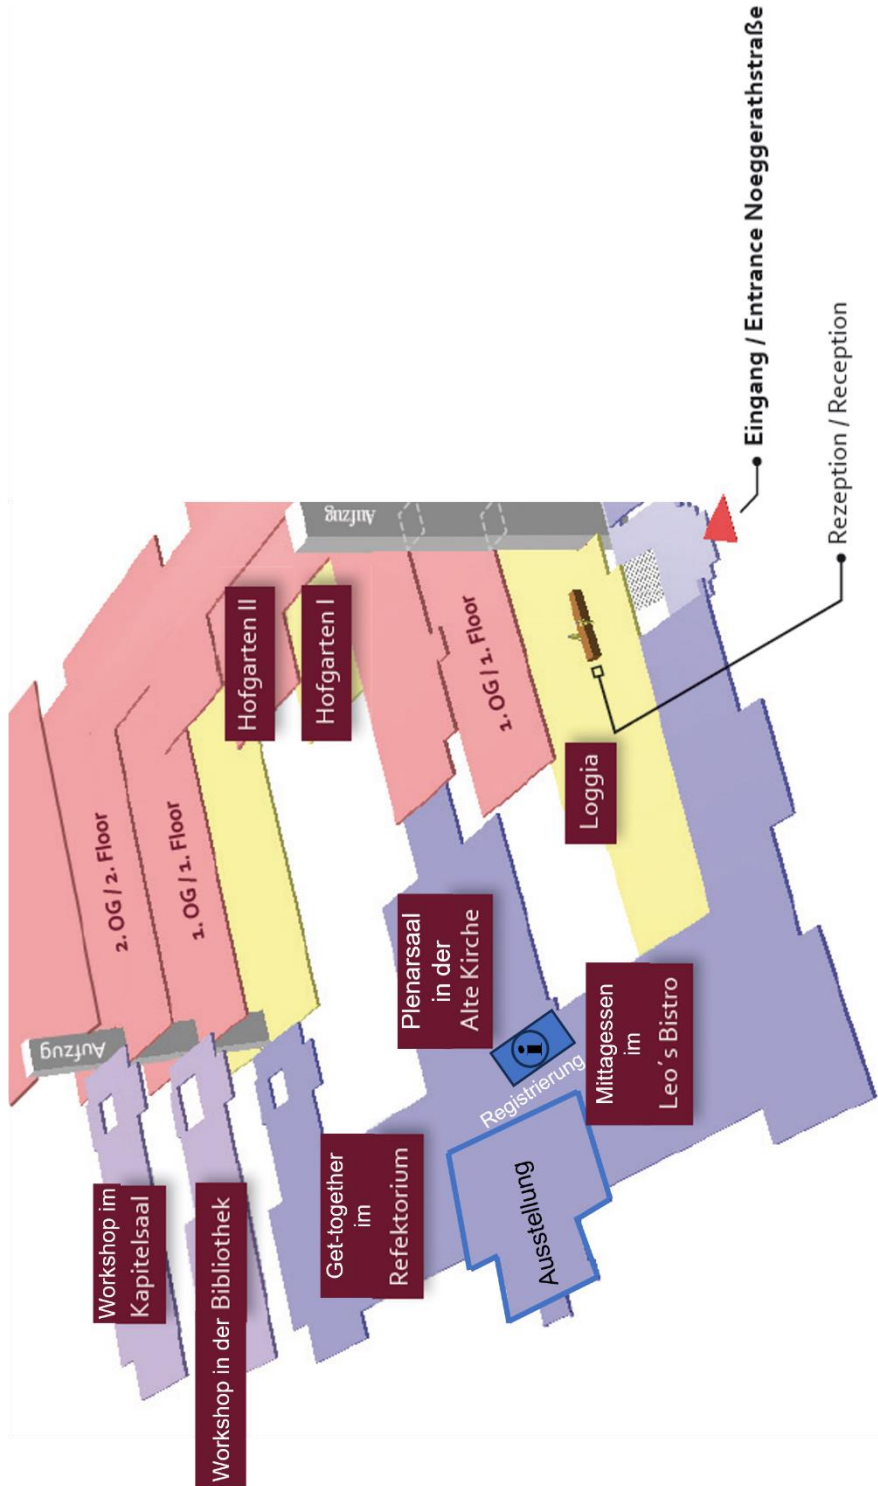 Workshop im
Kapitelsaal
Workshop in der Bibliothek
Get-together
im
Refektorium
Ausstellung
Registrierung
i
Plenarsaal
in der
Alte Kirche
Mittagessen
im
Leo´s Bistro
Aufzug
2. OG / 2. Floor
1. OG / 1. Floor
Hofgarten II
Hofgarten I
Aufzug
1. OG / 1. Floor
Loggia
Eingang / Entrance Noeggerathstraße
Rezeption / Reception